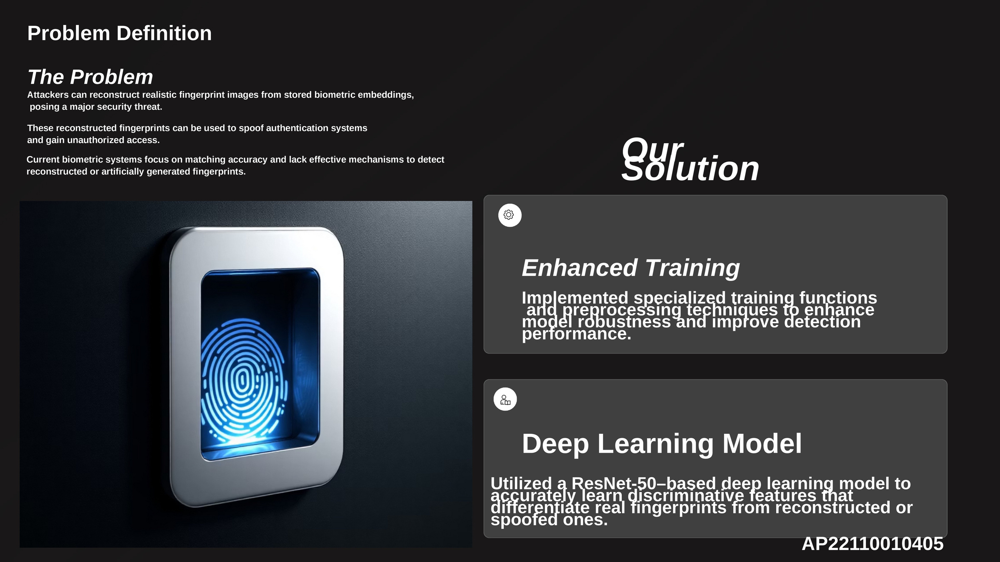 Problem Definition
The Problem
Attackers can reconstruct realistic fingerprint images from stored biometric embeddings,
posing a major security threat.
These reconstructed fingerprints can be used to spoof authentication systems
and gain unauthorized access.
Current biometric systems focus on matching accuracy and lack effective mechanisms to detect
reconstructed or artificially generated fingerprints.
Our
Solution
Enhanced Training
Implemented specialized training functions
and preprocessing techniques to enhance
model robustness and improve detection
performance.
Deep Learning Model
Utilized a ResNet-50–based deep learning model to
accurately learn discriminative features that
differentiate real fingerprints from reconstructed or
spoofed ones.
AP22110010405